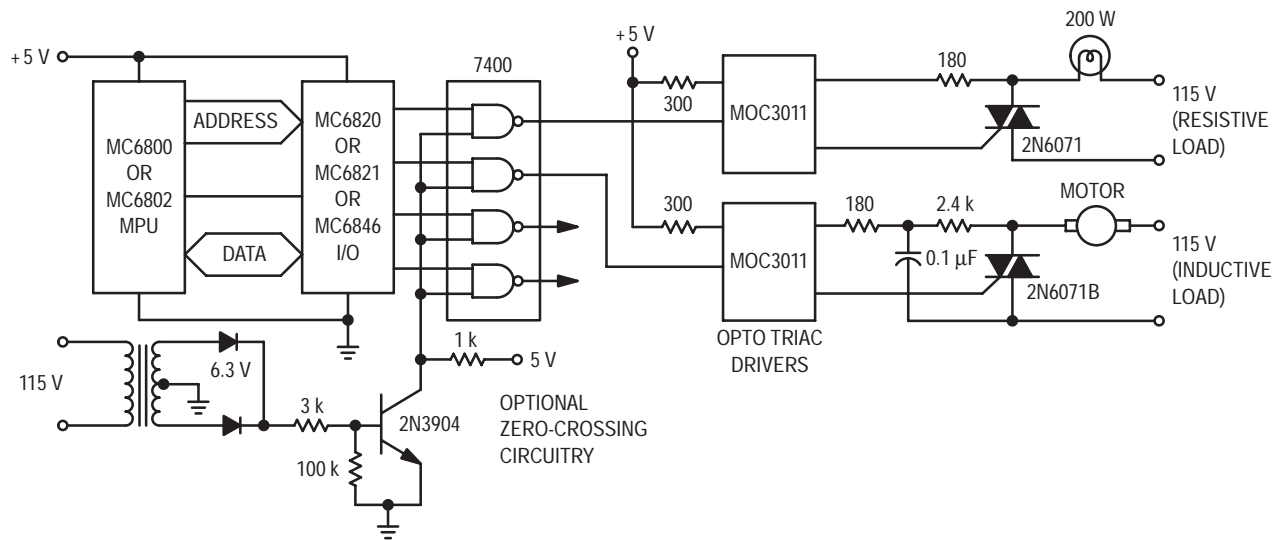 +5 V
MC6800
OR
MC6802
MPU
ADDRESS
DATA
MC6820
OR
MC6821
OR
MC6846
I/O
7400
+5 V
300
MOC3011
180
200 W
2N6071
115 V
(RESISTIVE
LOAD)
300
MOC3011
180
2.4 k
0.1 µF
MOTOR
2N6071B
115 V
(INDUCTIVE
LOAD)
OPTO TRIAC
DRIVERS
115 V
6.3 V
3 k
100 k
1 k
5 V
2N3904
OPTIONAL
ZERO-CROSSING
CIRCUITRY